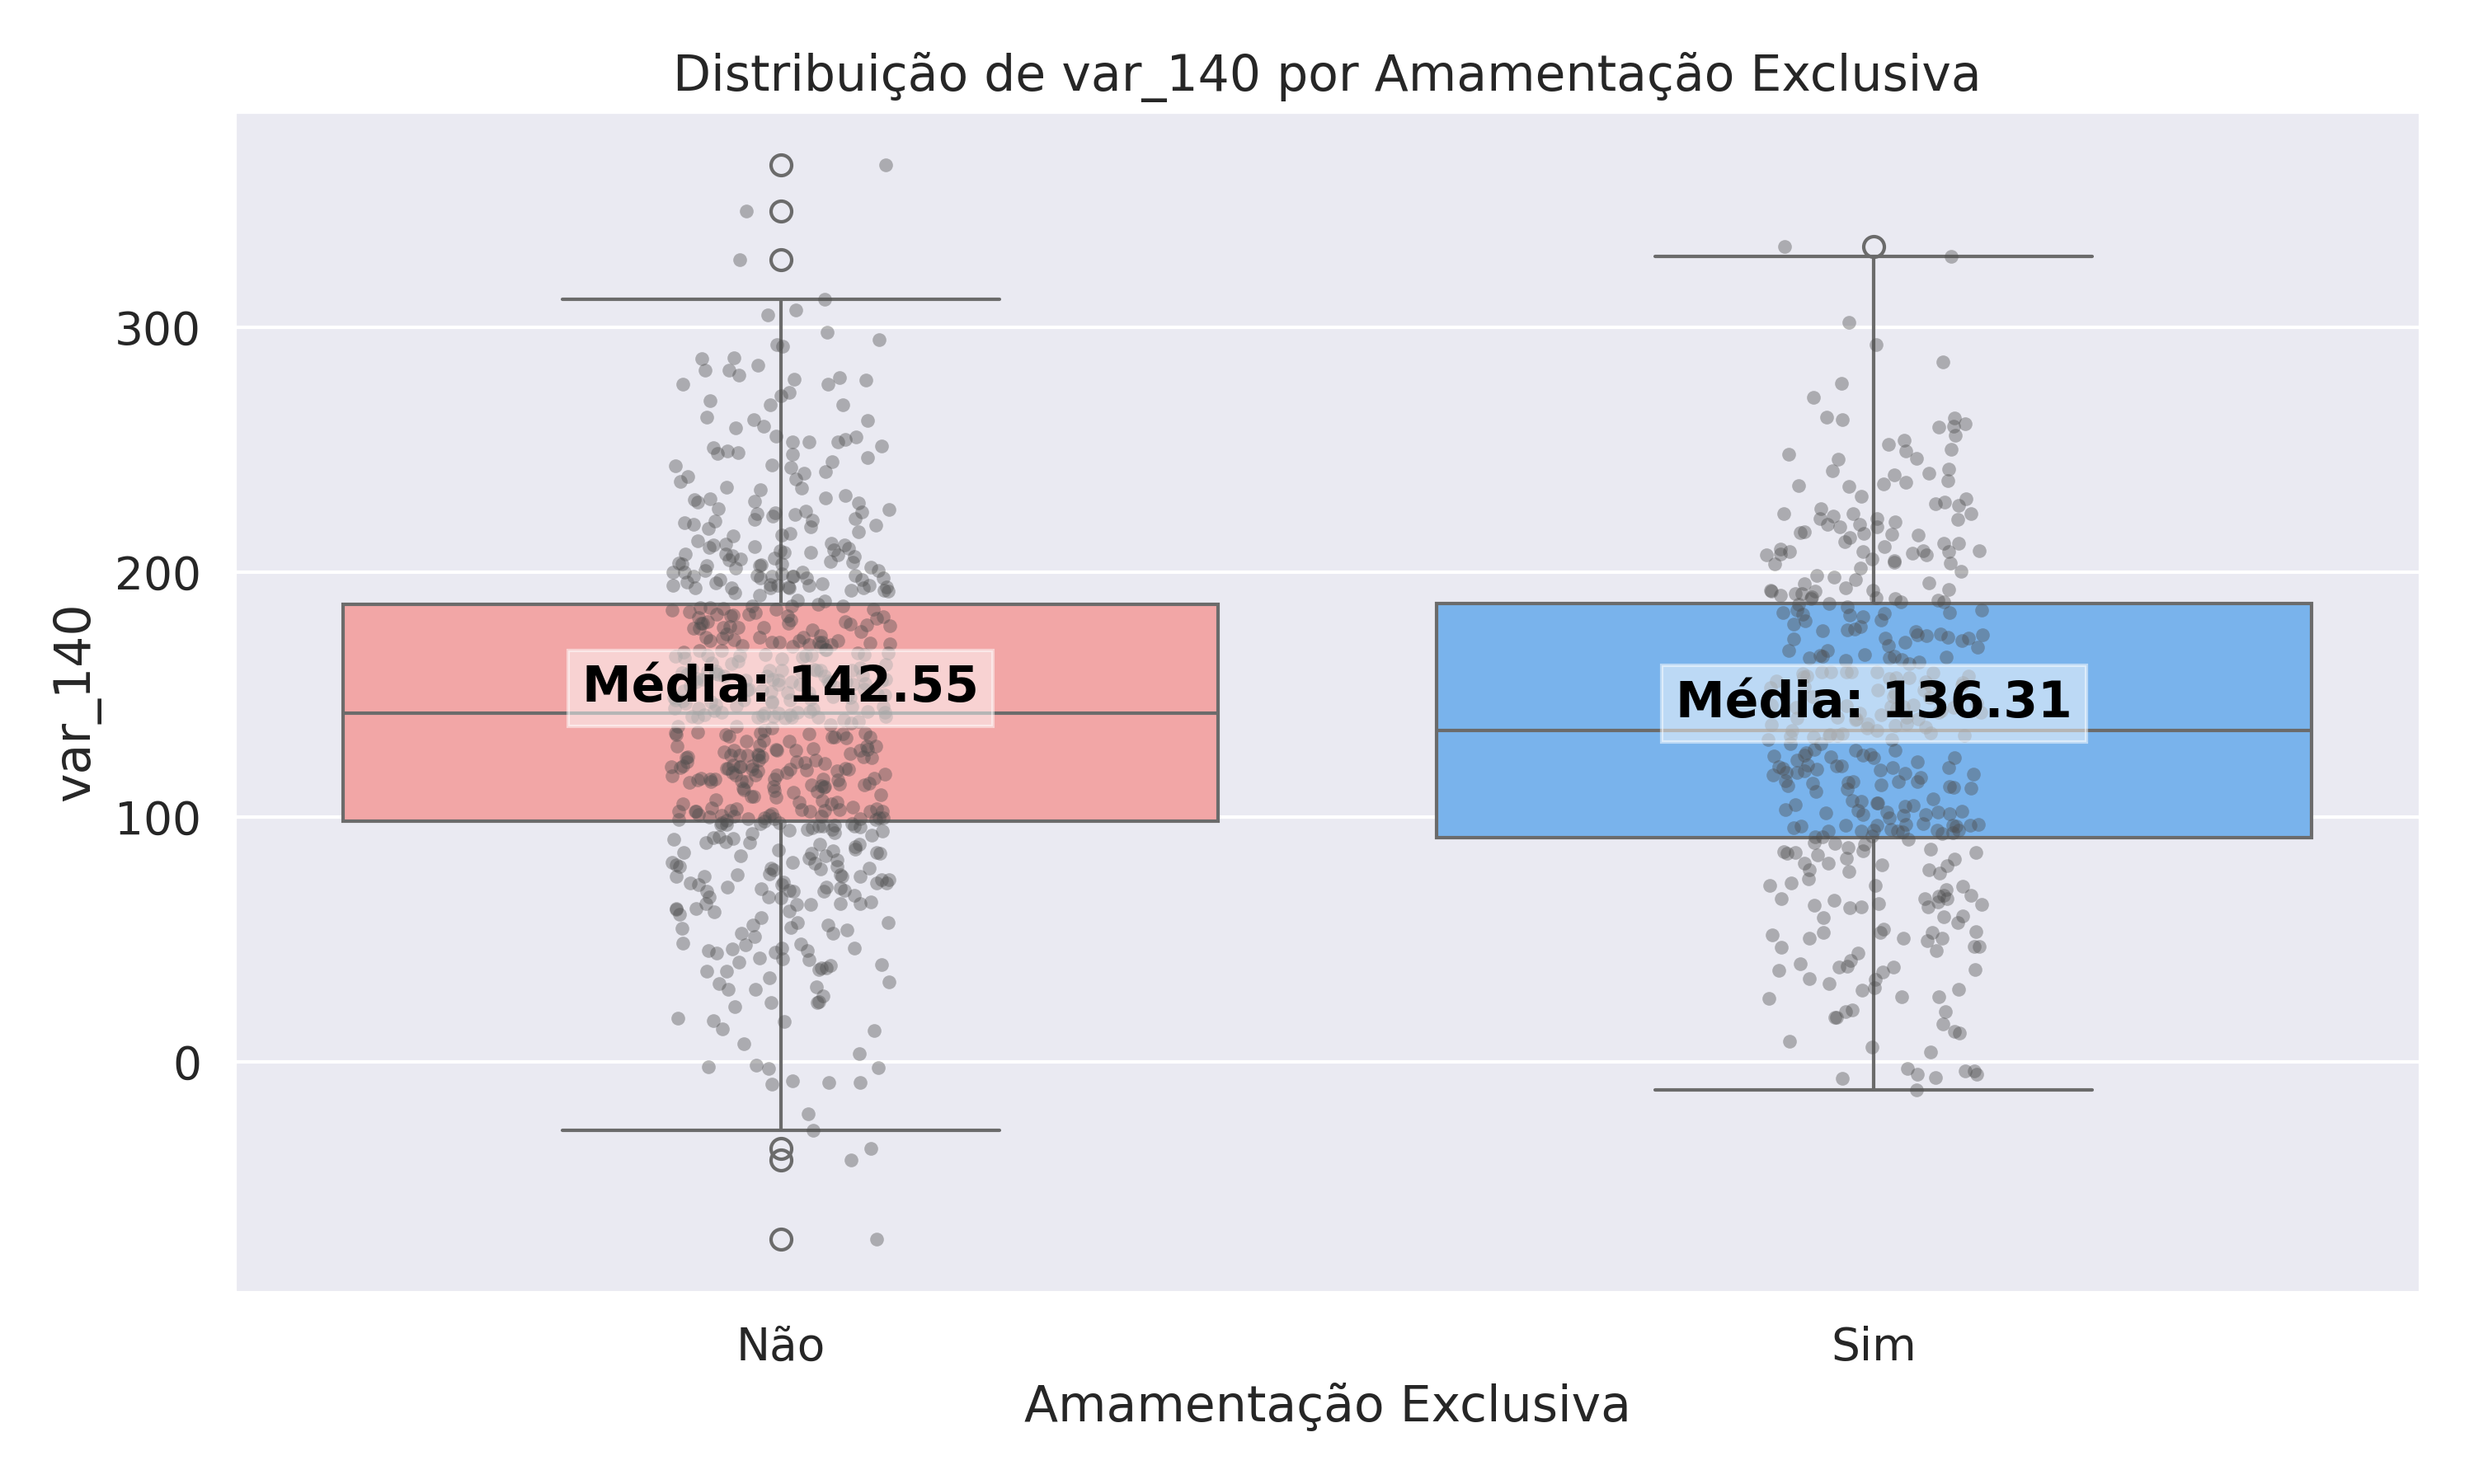 Distribuição de var_140 por Amamentação Exclusiva
var_140
300
200
100
0
Média: 142.55
Média: 136.31
Não
Sim
Amamentação Exclusiva